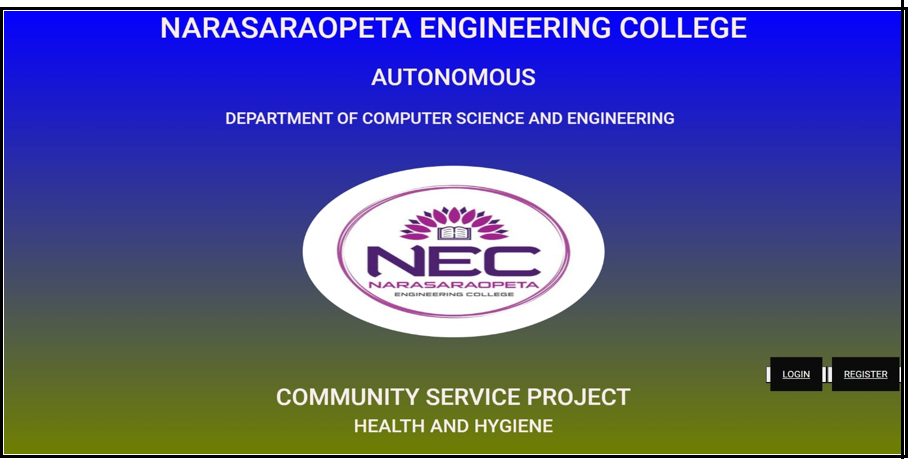 NARASARAOPETA ENGINEERING COLLEGE
AUTONOMOUS
DEPARTMENT OF COMPUTER SCIENCE AND ENGINEERING
NEC
NARASARAOPETA
ENGINEERING COLLEGE
LOGIN REGISTER
COMMUNITY SERVICE PROJECT
HEALTH AND HYGIENE